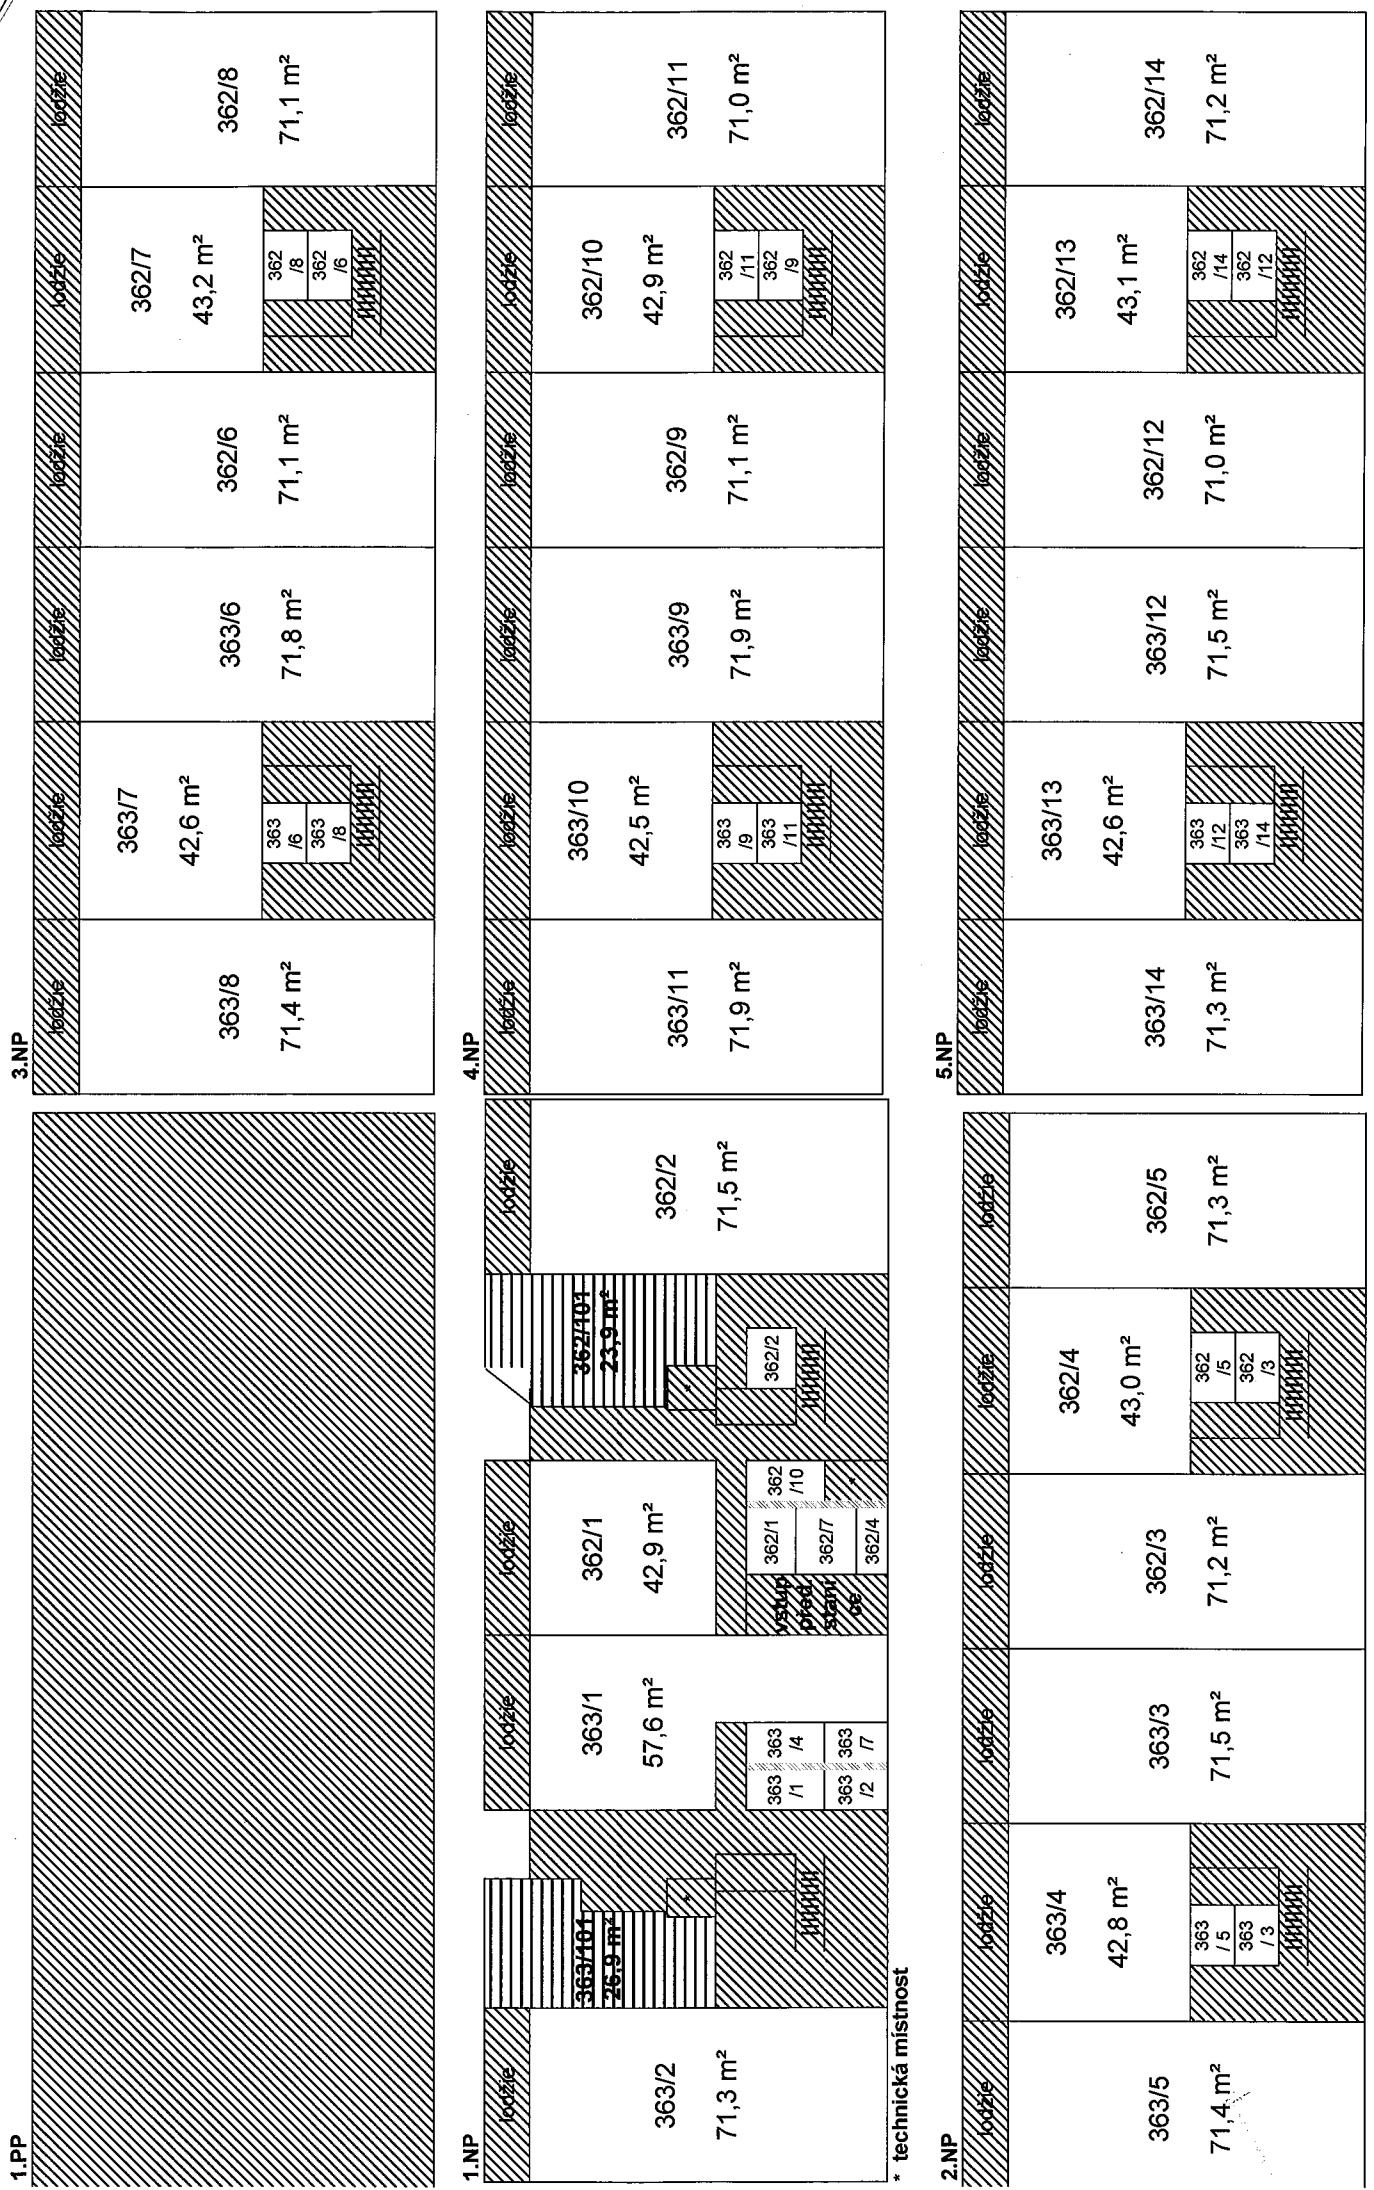 1.PP
3.NP
lodžie
lodžie
lodžie
lodžie
lodžie
lodžie
363/8
71,4 m²
363/7
42,6 m²
363
/6
363
/8
363/6
71,8 m²
362/6
71,1 m²
362/7
43,2 m²
362
/8
362
/6
362/8
71,1 m²
1.NP
lodžie
lodžie
lodžie
lodžie
363/2
71,3 m²
363/101
26,9 m²
*
363/1
57,6 m²
363
/1
363
/4
363
/2
363
/7
362/1
42,9 m²
vstup
před.
stani
ce
362/1
362/7
362/4
362
/10
*
362/101
23,9 m²
*
362/2
362/2
71,5 m²
* technická místnost
4.NP
lodžie
lodžie
lodžie
lodžie
lodžie
lodžie
363/11
71,9 m²
363/10
42,5 m²
363
/9
363
/11
363/9
71,9 m²
362/9
71,1 m²
362/10
42,9 m²
362
/11
362
/9
362/11
71,0 m²
2.NP
lodžie
lodžie
lodžie
lodžie
lodžie
lodžie
363/5
71,4 m²
363/4
42,8 m²
363
/ 5
363
/ 3
363/3
71,5 m²
362/3
71,2 m²
362/4
43,0 m²
362
/5
362
/3
362/5
71,3 m²
5.NP
lodžie
lodžie
lodžie
lodžie
lodžie
lodžie
363/14
71,3 m²
363/13
42,6 m²
363
/12
363
/14
363/12
71,5 m²
362/12
71,0 m²
362/13
43,1 m²
362
/14
362
/12
362/14
71,2 m²